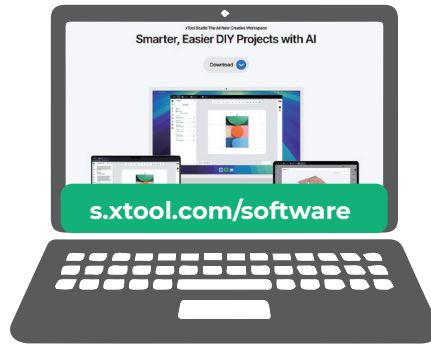 xTool Studio The All New Creative Workspace
Smarter, Easier DIY Projects with AI
Download
s.xtool.com/software